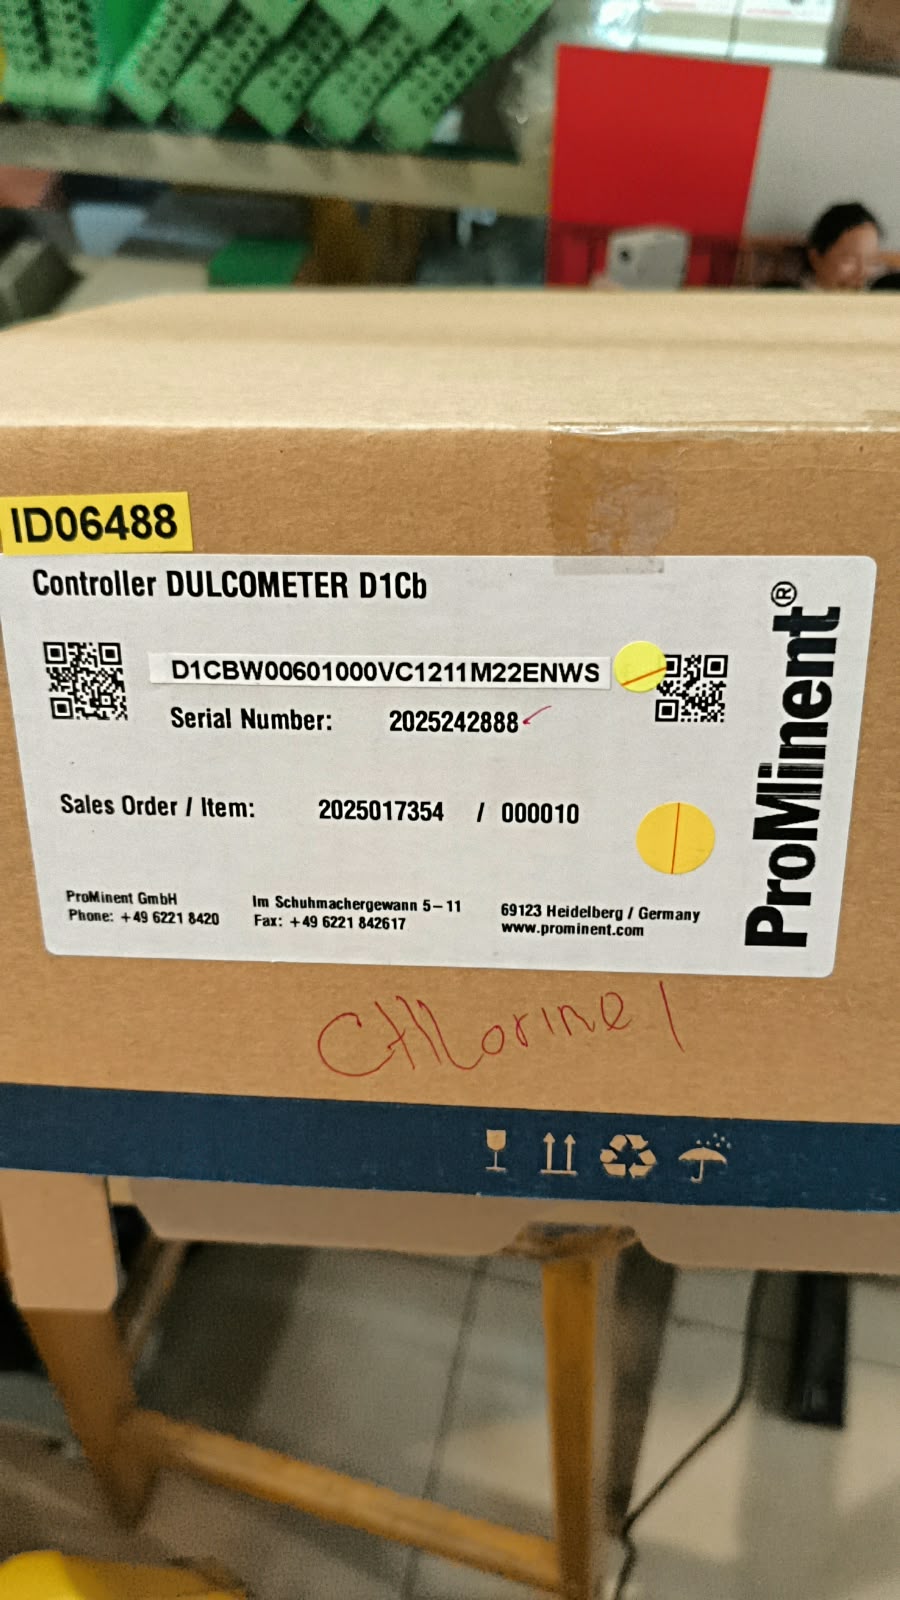 ID06488
Controller DULCOMETER D1Cb
D1CBW00601000VC1211M22ENWS
Serial Number: 2025242888
Sales Order / Item: 2025017354 / 000010
ProMinent GmbH Im Schuhmachergewann 5–11 69123 Heidelberg / Germany
Phone: +49 6221 8420 Fax: +49 6221 842617 www.prominent.com
ProMinent®
CHLorine 1